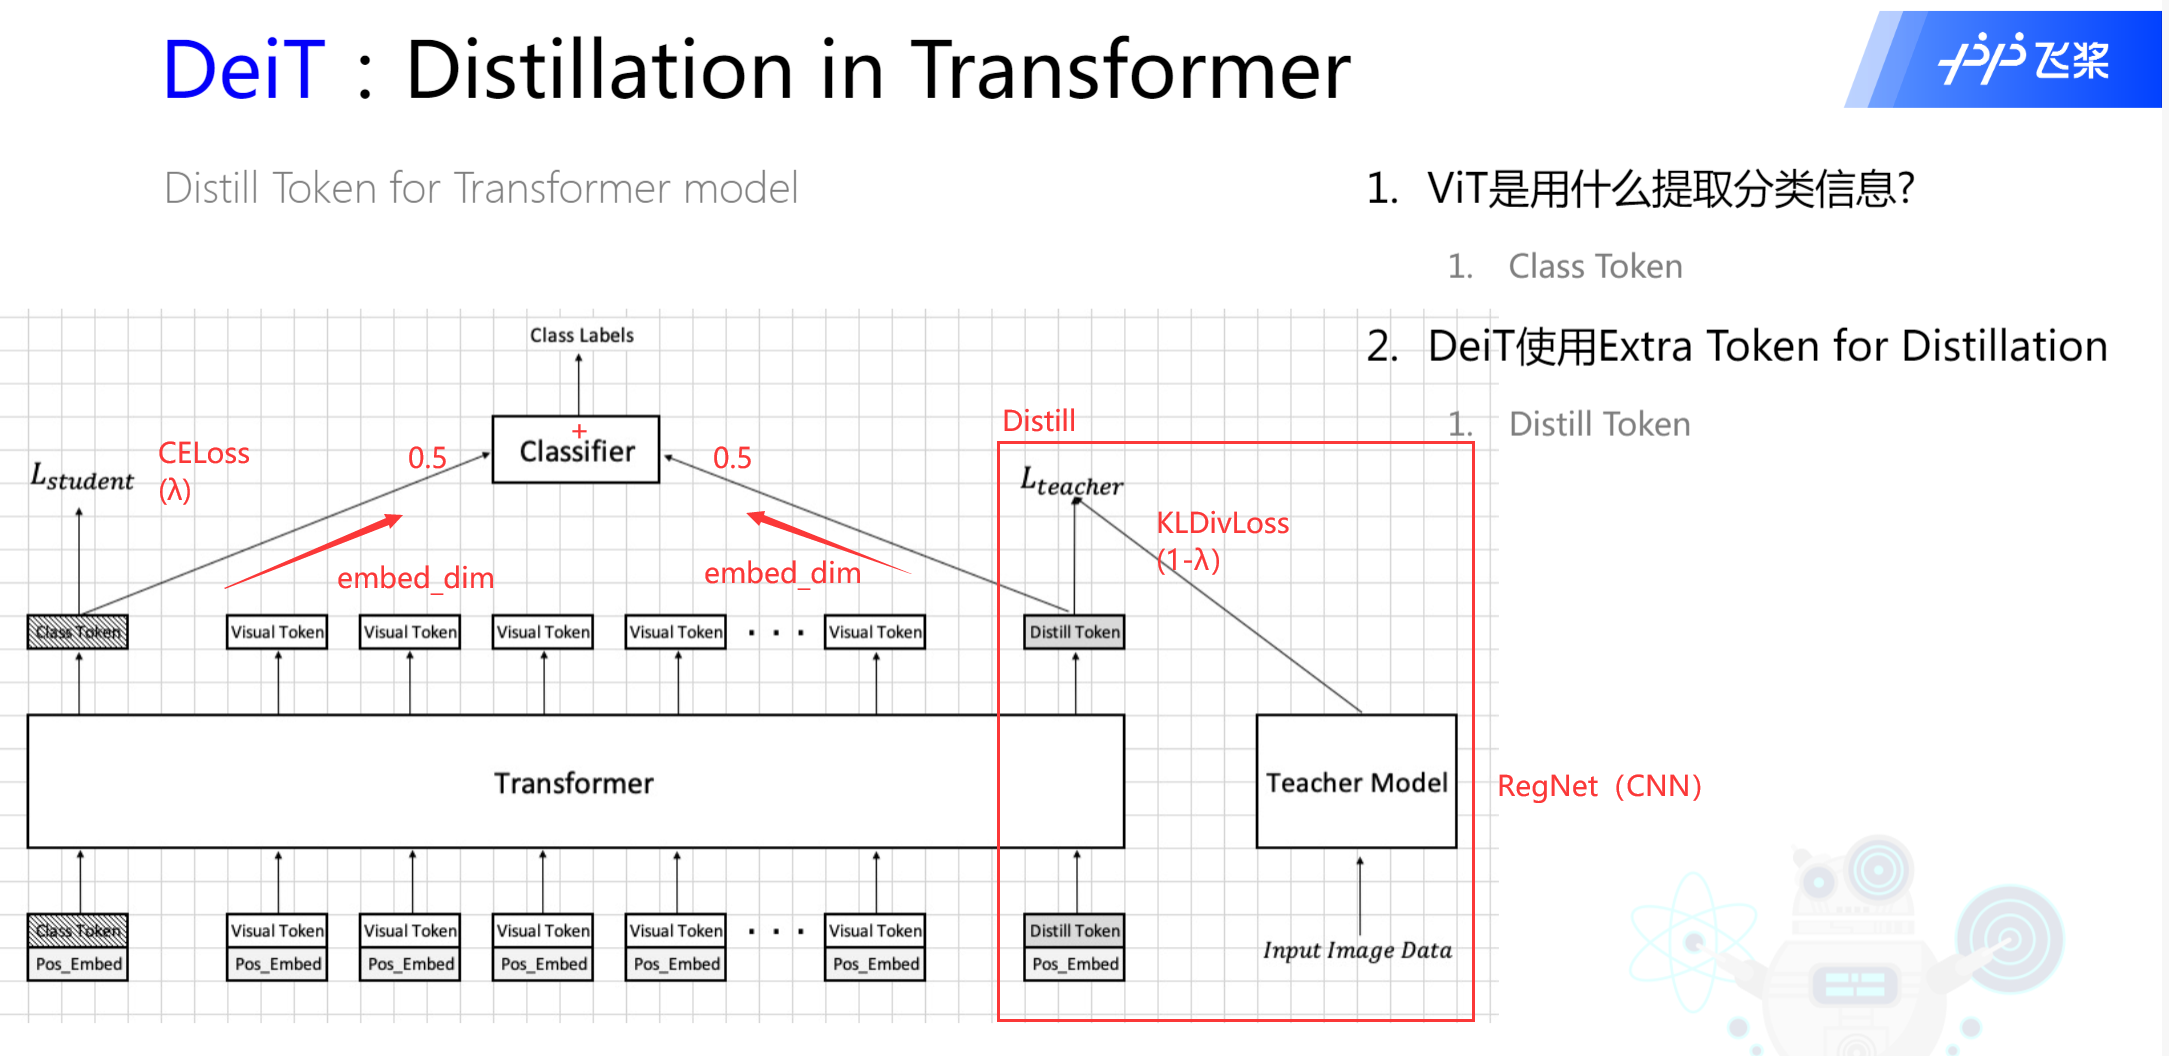 DeiT：Distillation in Transformer
飞桨
Distill Token for Transformer model
1. ViT是用什么提取分类信息?
1. Class Token
2. DeiT使用Extra Token for Distillation
1. Distill Token
Class Labels
+
Classifier
Distill
CELoss
(λ)
0.5
0.5
L_student
L_teacher
KLDivLoss
(1-λ)
embed_dim
embed_dim
Class Token
Visual Token
Visual Token
Visual Token
Visual Token
· · ·
Visual Token
Distill Token
Transformer
Teacher Model
RegNet（CNN）
Class Token
Visual Token
Visual Token
Visual Token
Visual Token
· · ·
Visual Token
Distill Token
Pos_Embed
Pos_Embed
Pos_Embed
Pos_Embed
Pos_Embed
Pos_Embed
Pos_Embed
Input Image Data